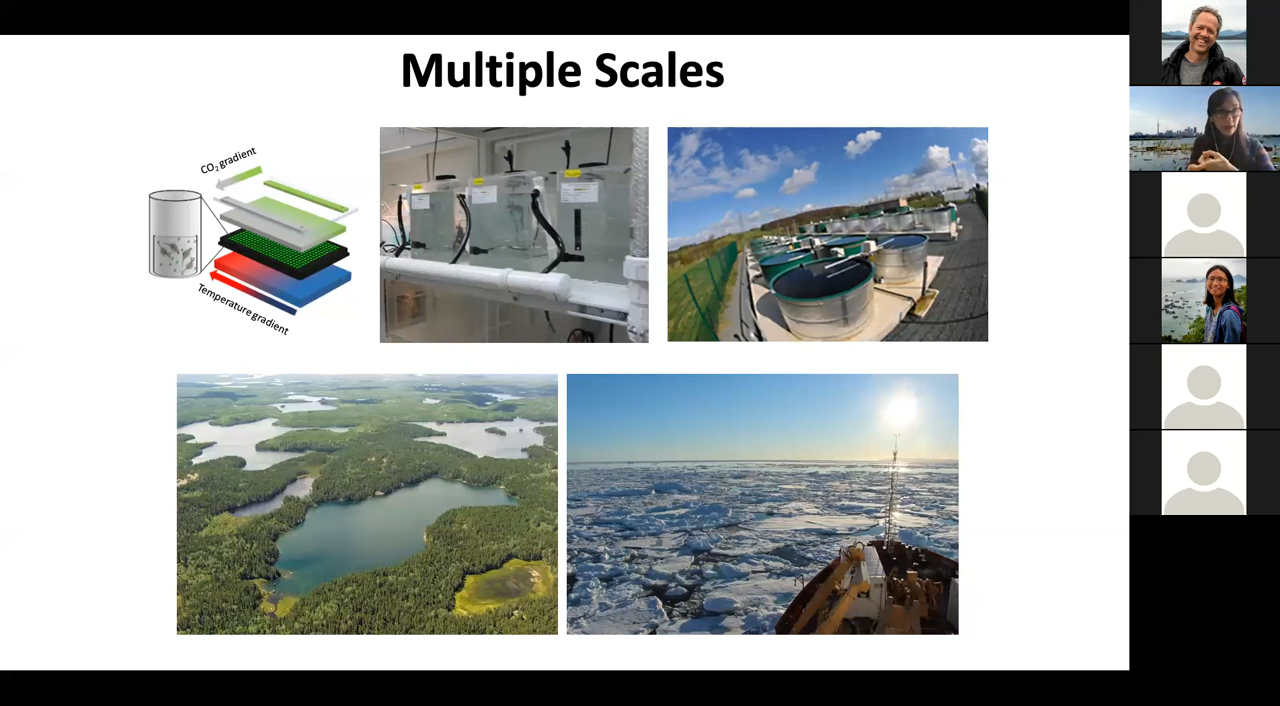 Multiple Scales
CO₂ gradient
Temperature gradient